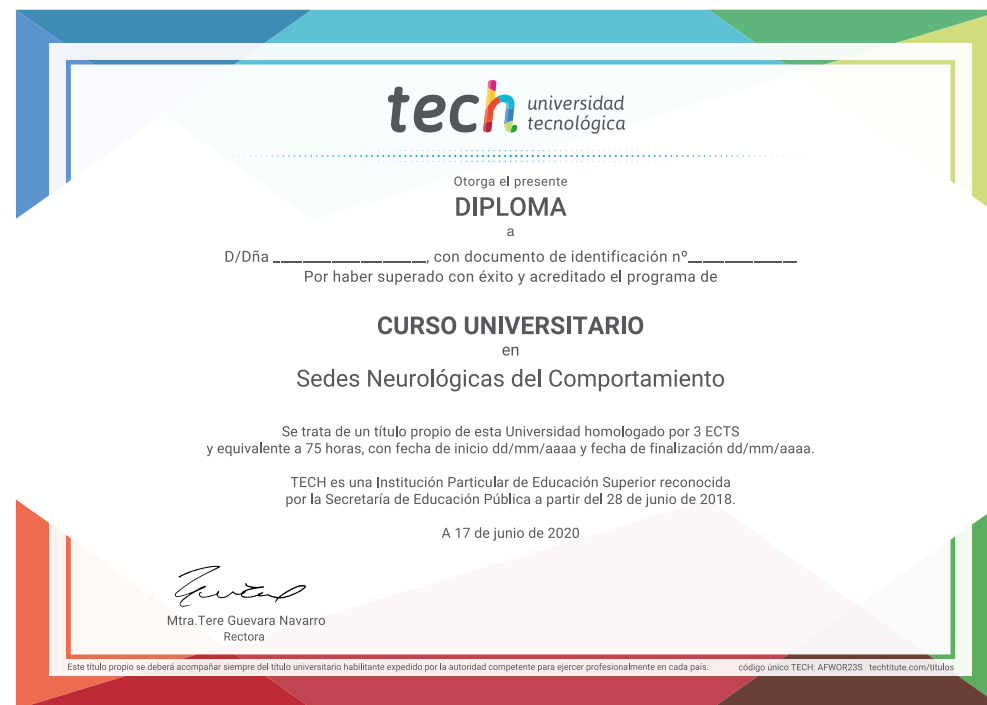 tech universidad
tecnológica
Otorga el presente
DIPLOMA
a
D/Dña ____________________, con documento de identificación nº______________
Por haber superado con éxito y acreditado el programa de
CURSO UNIVERSITARIO
en
Sedes Neurológicas del Comportamiento
Se trata de un título propio de esta Universidad homologado por 3 ECTS
y equivalente a 75 horas, con fecha de inicio dd/mm/aaaa y fecha de finalización dd/mm/aaaa.
TECH es una Institución Particular de Educación Superior reconocida
por la Secretaría de Educación Pública a partir del 28 de junio de 2018.
A 17 de junio de 2020
Mtra.Tere Guevara Navarro
Rectora
Este título propio se deberá acompañar siempre del título universitario habilitante expedido por la autoridad competente para ejercer profesionalmente en cada país. código único TECH: AFWOR23S techtitute.com/titulos